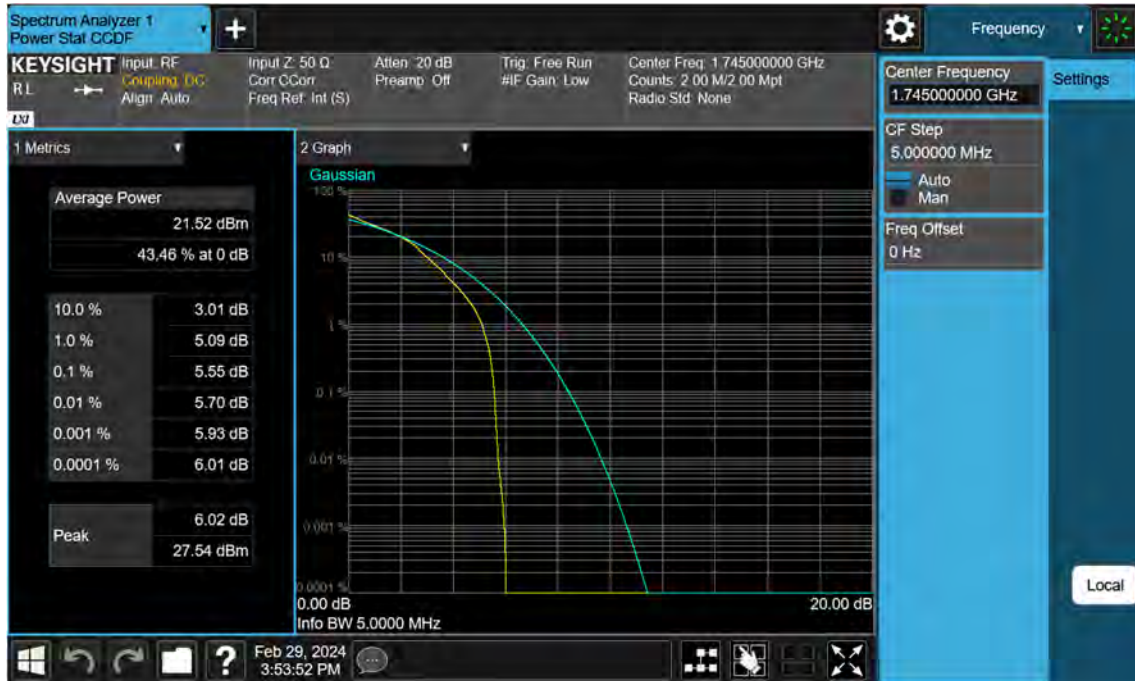 Spectrum Analyzer 1
Power Stat CCDF
+
Frequency
KEYSIGHT
RL
LXI
Input: RF
Coupling: DC
Align: Auto
Input Z: 50 Ω
Corr CCorr
Freq Ref: Int (S)
Atten: 20 dB
Preamp: Off
Trig: Free Run
#IF Gain: Low
Center Freq: 1.745000000 GHz
Counts: 2.00 M/2.00 Mpt
Radio Std: None
Center Frequency
1.745000000 GHz
Settings
CF Step
5.000000 MHz
Auto
Man
Freq Offset
0 Hz
Local
1 Metrics
Average Power
21.52 dBm
43.46 % at 0 dB
10.0 % 3.01 dB
1.0 % 5.09 dB
0.1 % 5.55 dB
0.01 % 5.70 dB
0.001 % 5.93 dB
0.0001 % 6.01 dB
Peak
6.02 dB
27.54 dBm
2 Graph
Gaussian
100 %
10 %
1 %
0.1 %
0.01 %
0.001 %
0.0001 %
0.00 dB 20.00 dB
Info BW 5.0000 MHz
?
Feb 29, 2024
3:53:52 PM